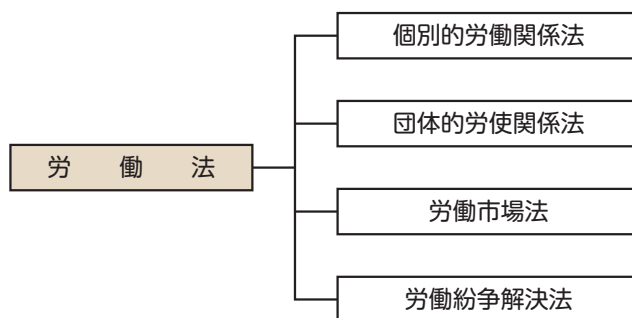 個別的労働関係法
団体的労使関係法
労働法
労働市場法
労働紛争解決法